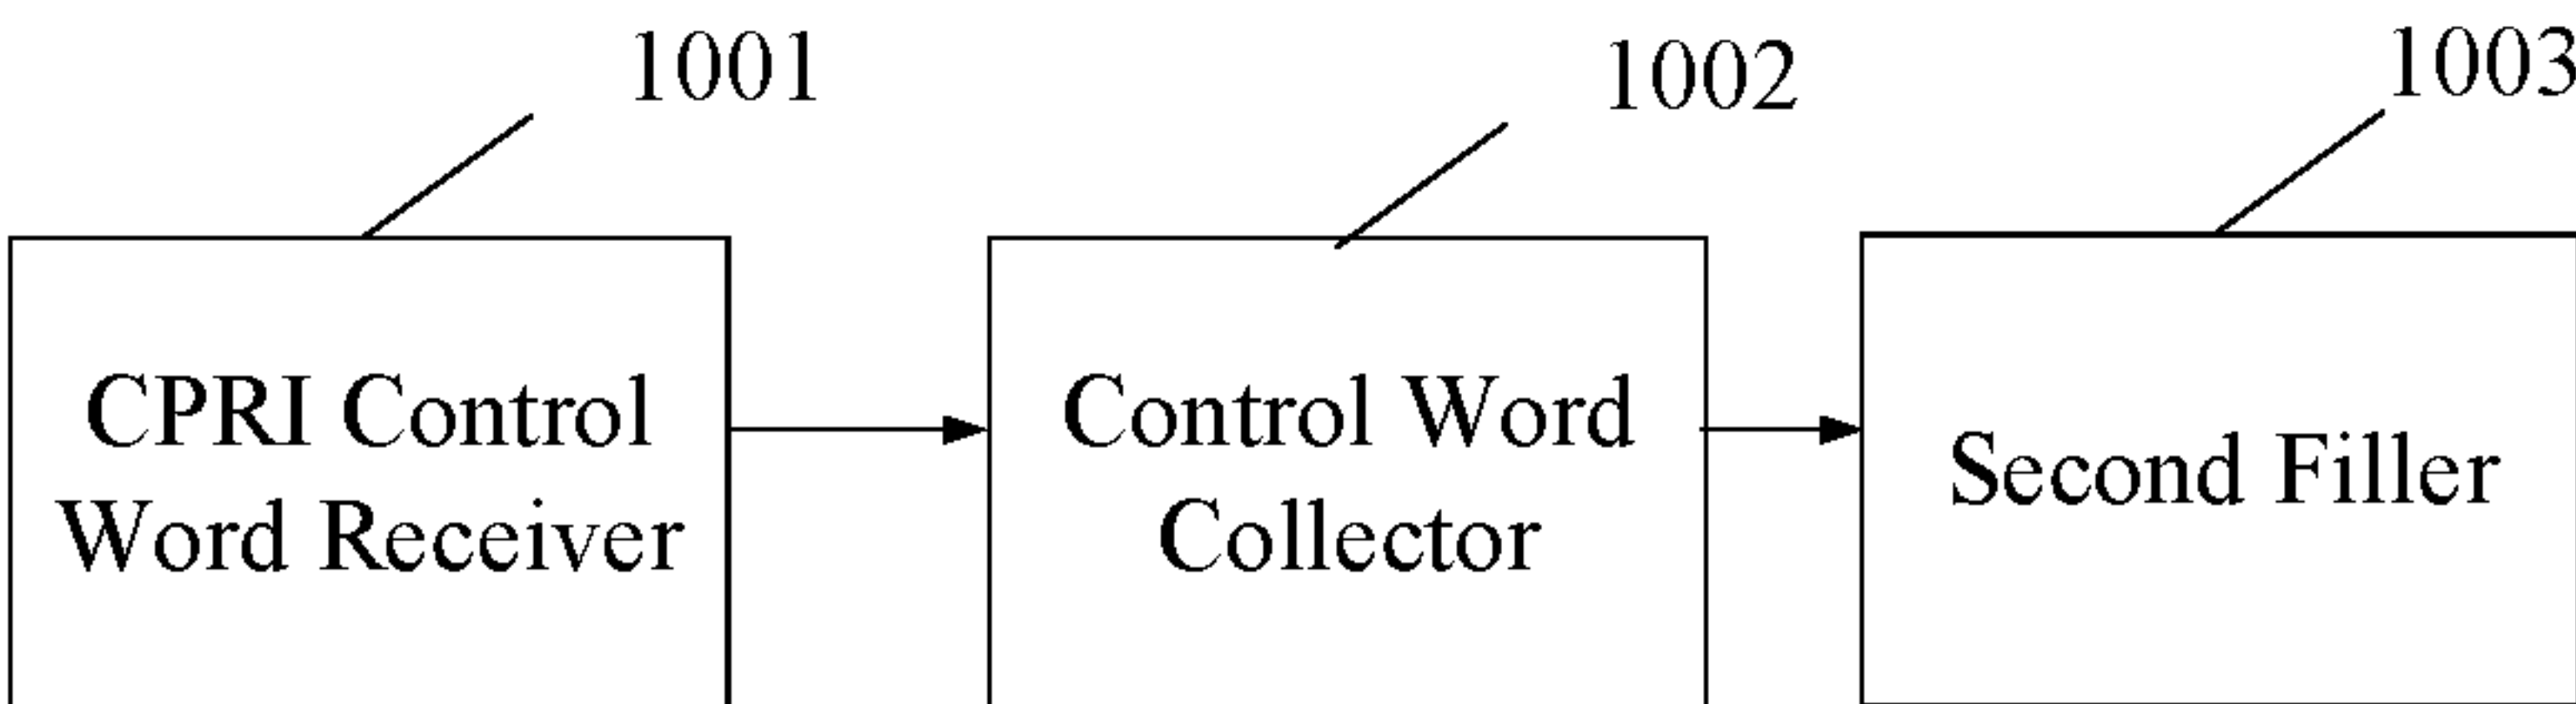 1001
1002
1003
CPRI Control
Word Receiver
Control Word
Collector
Second Filler